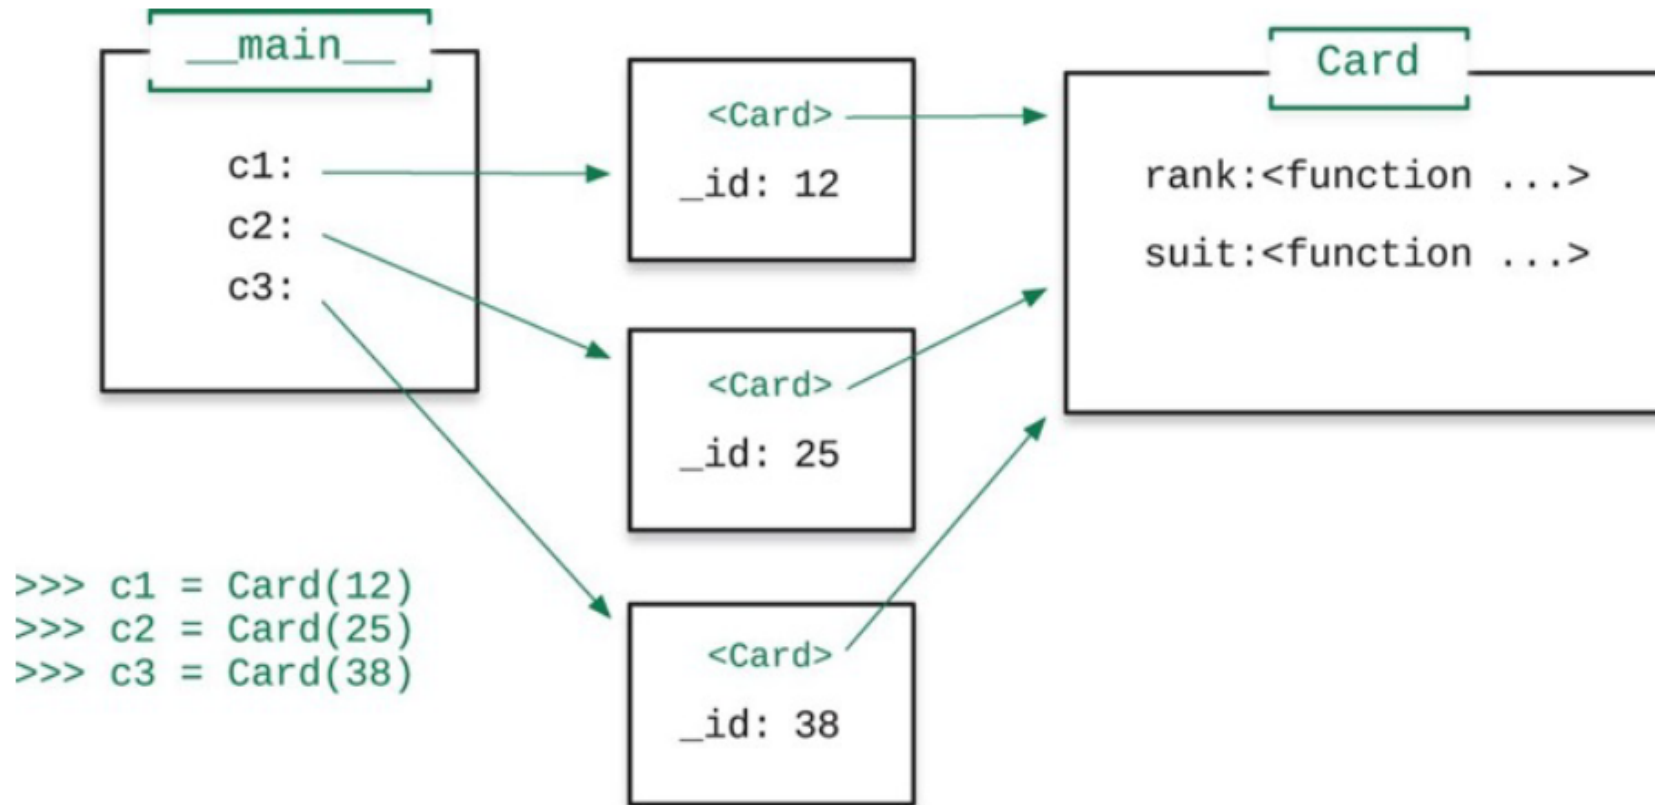 __main__
c1:
c2:
c3:
>>> c1 = Card(12)
>>> c2 = Card(25)
>>> c3 = Card(38)
<Card>
_id: 12
<Card>
_id: 25
<Card>
_id: 38
Card
rank:<function ...>
suit:<function ...>